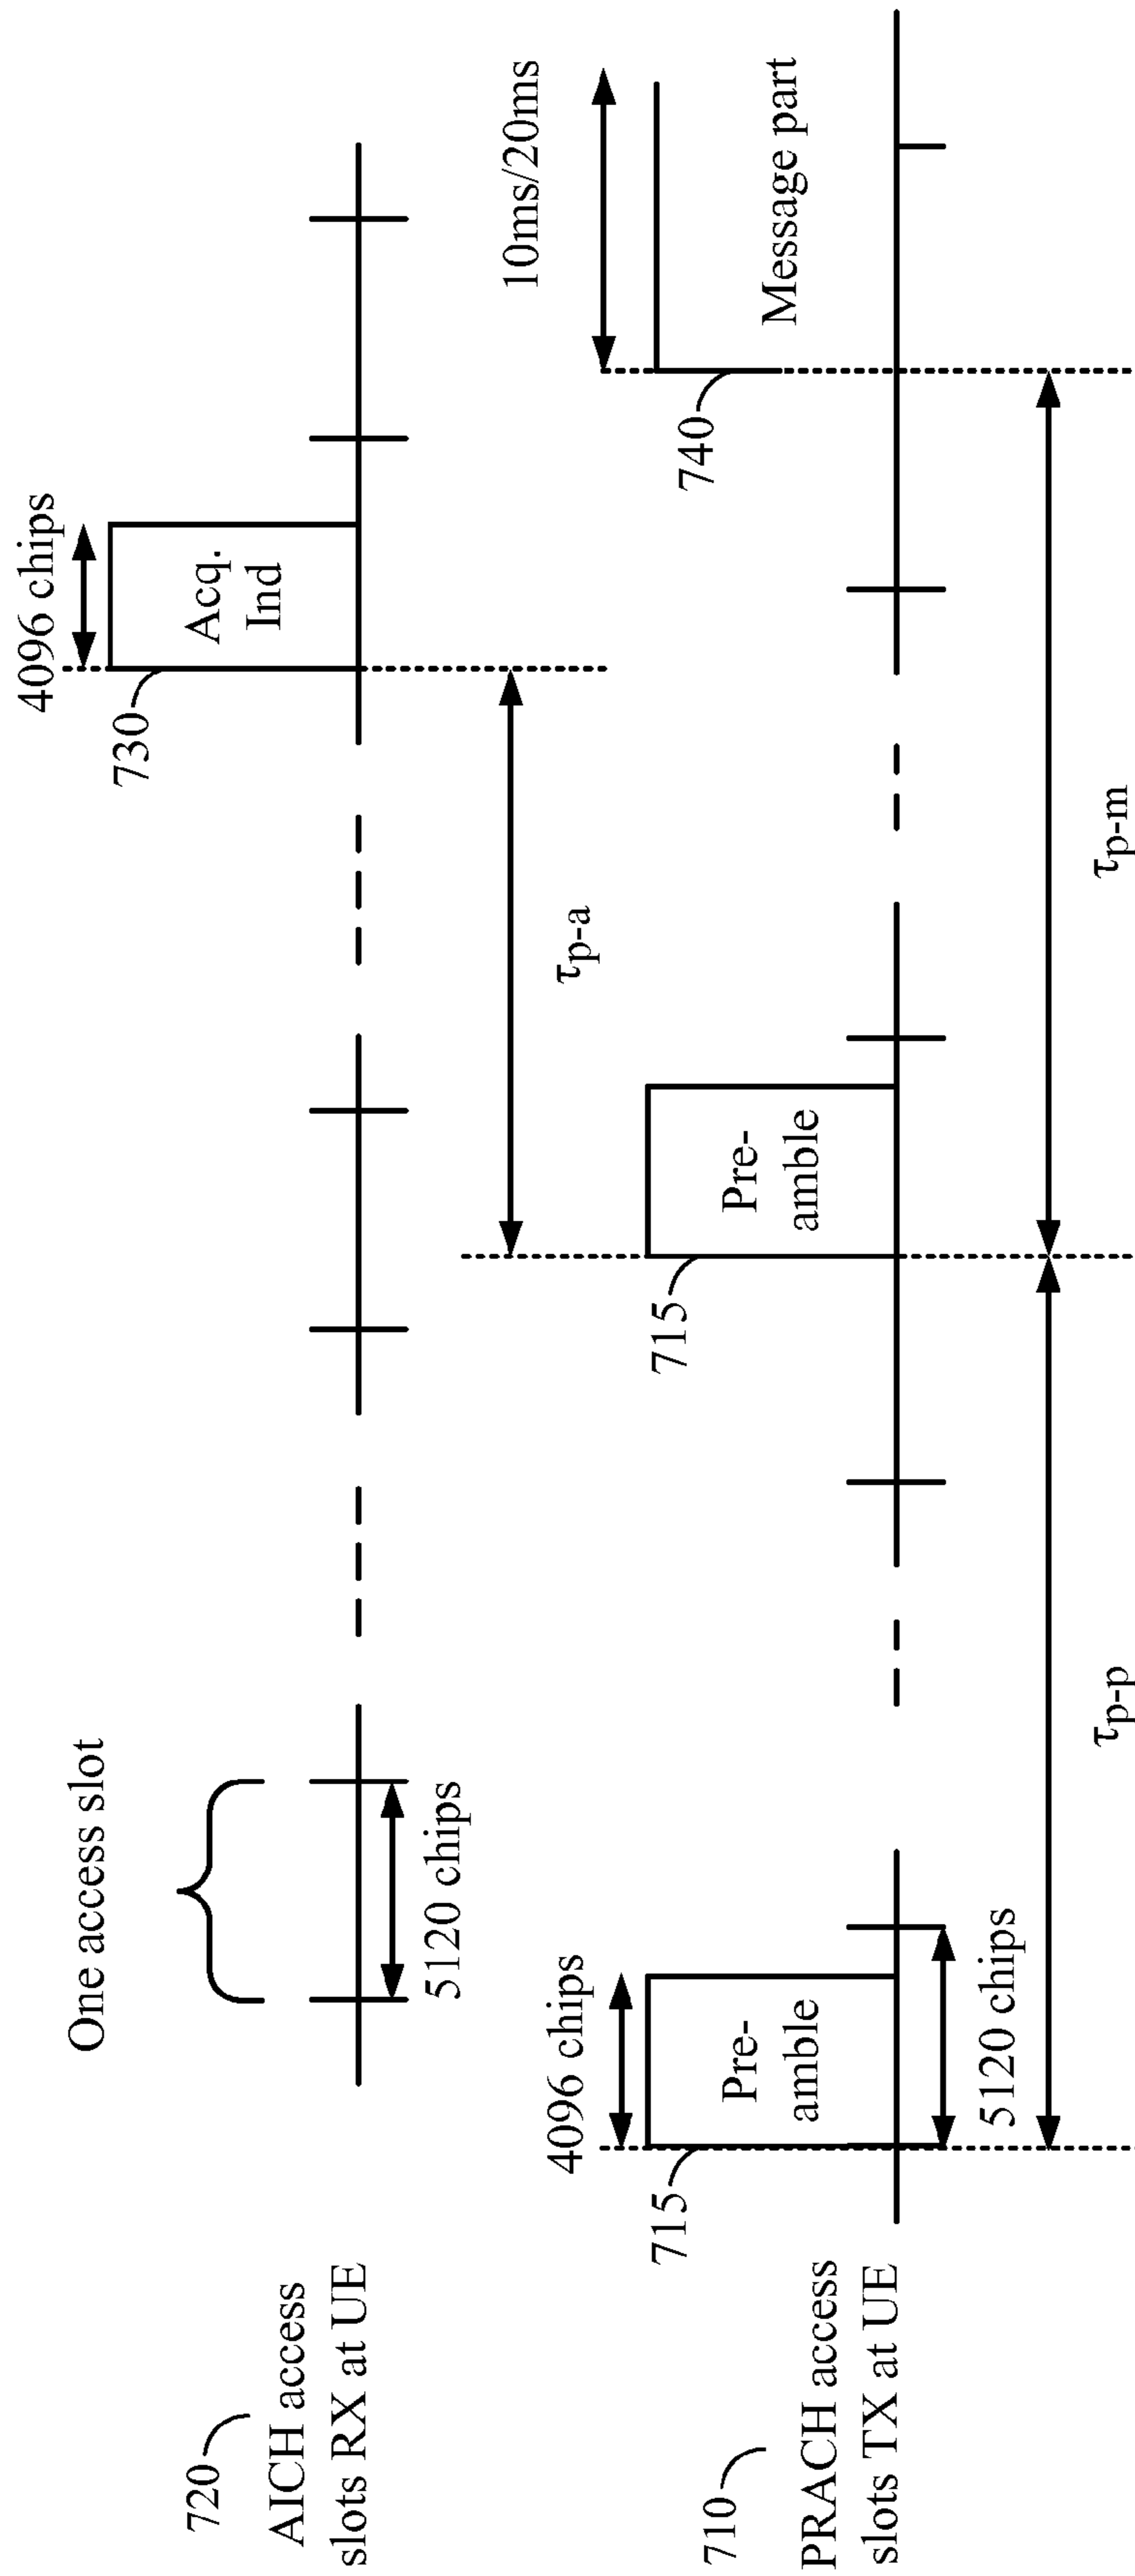 One access slot
4096 chips
720
AICH access
slots RX at UE
5120 chips
730
Acq.
Ind
τp-a
10ms/20ms
4096 chips
715
Pre-
amble
715
Pre-
amble
740
Message part
710
PRACH access
slots TX at UE
5120 chips
τp-p
τp-m